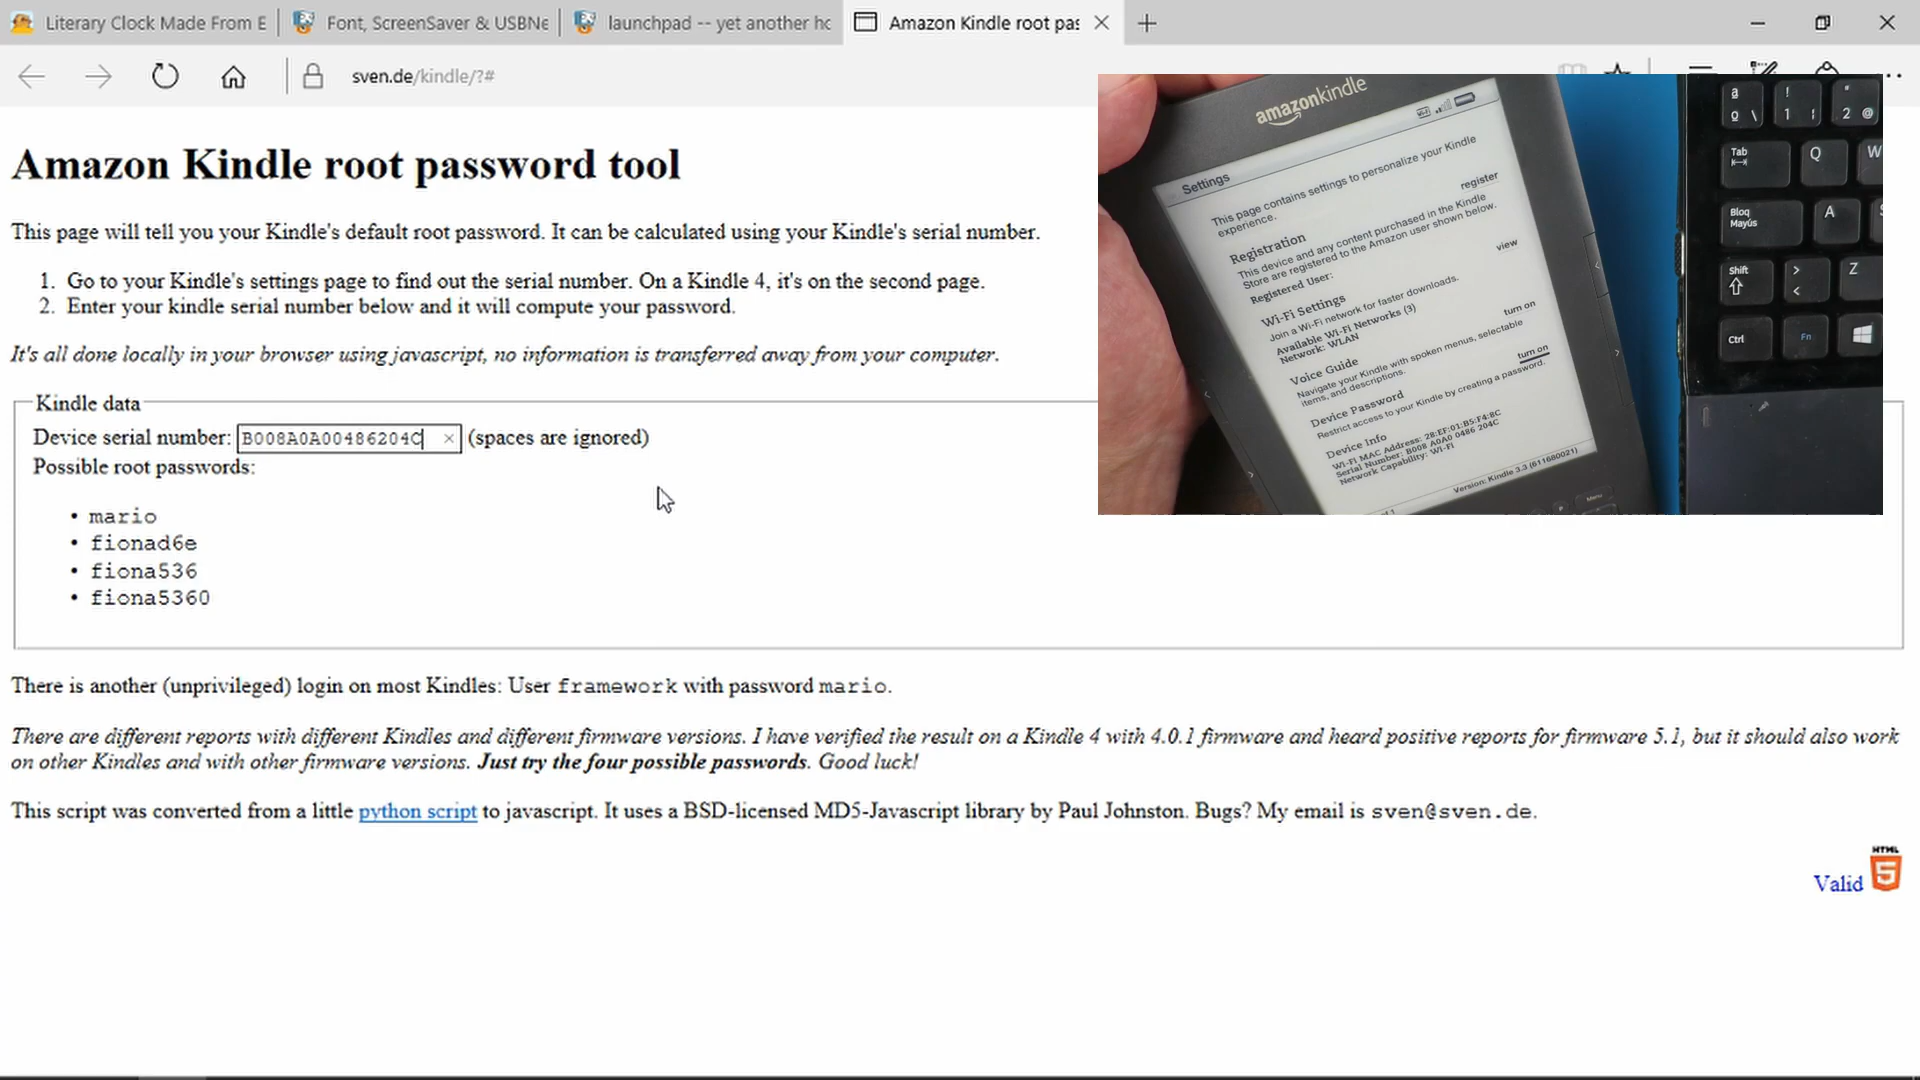 Literary Clock Made From E
Font, ScreenSaver & USBNe
launchpad -- yet another ho
Amazon Kindle root pas
sven.de/kindle/?#
Amazon Kindle root password tool
This page will tell you your Kindle's default root password. It can be calculated using your Kindle's serial number.
1. Go to your Kindle's settings page to find out the serial number. On a Kindle 4, it's on the second page.
2. Enter your kindle serial number below and it will compute your password.
It's all done locally in your browser using javascript, no information is transferred away from your computer.
Kindle data
Device serial number: B008A0A00486204C × (spaces are ignored)
Possible root passwords:
• mario
• fionad6e
• fiona536
• fiona5360
There is another (unprivileged) login on most Kindles: User framework with password mario.
There are different reports with different Kindles and different firmware versions. I have verified the result on a Kindle 4 with 4.0.1 firmware and heard positive reports for firmware 5.1, but it should also work
on other Kindles and with other firmware versions. Just try the four possible passwords. Good luck!
This script was converted from a little python script to javascript. It uses a BSD-licensed MD5-Javascript library by Paul Johnston. Bugs? My email is sven@sven.de.
HTML
5
Valid
amazonkindle
Wi-Fi
Settings
This page contains settings to personalize your Kindle
experience.
register
Registration
This device and any content purchased in the Kindle
Store are registered to the Amazon user shown below.
Registered User:
view
Wi-Fi Settings
Join a Wi-Fi network for faster downloads.
Available Wi-Fi Networks (3)
Network: WLAN
turn on
Voice Guide
Navigate your Kindle with spoken menus, selectable
items, and descriptions.
turn on
Device Password
Restrict access to your Kindle by creating a password.
Device Info
Wi-Fi MAC Address: 28:EF:01:B5:F4:8C
Serial Number: B008 A0A0 0486 204C
Network Capability: Wi-Fi
Version: Kindle 3.3 (611680021)
Menu
a
º \
!
1 ¡
"
2 @
Tab
Q
W
Bloq
Mayús
A
S
Shift
>
<
Z
Ctrl
Fn